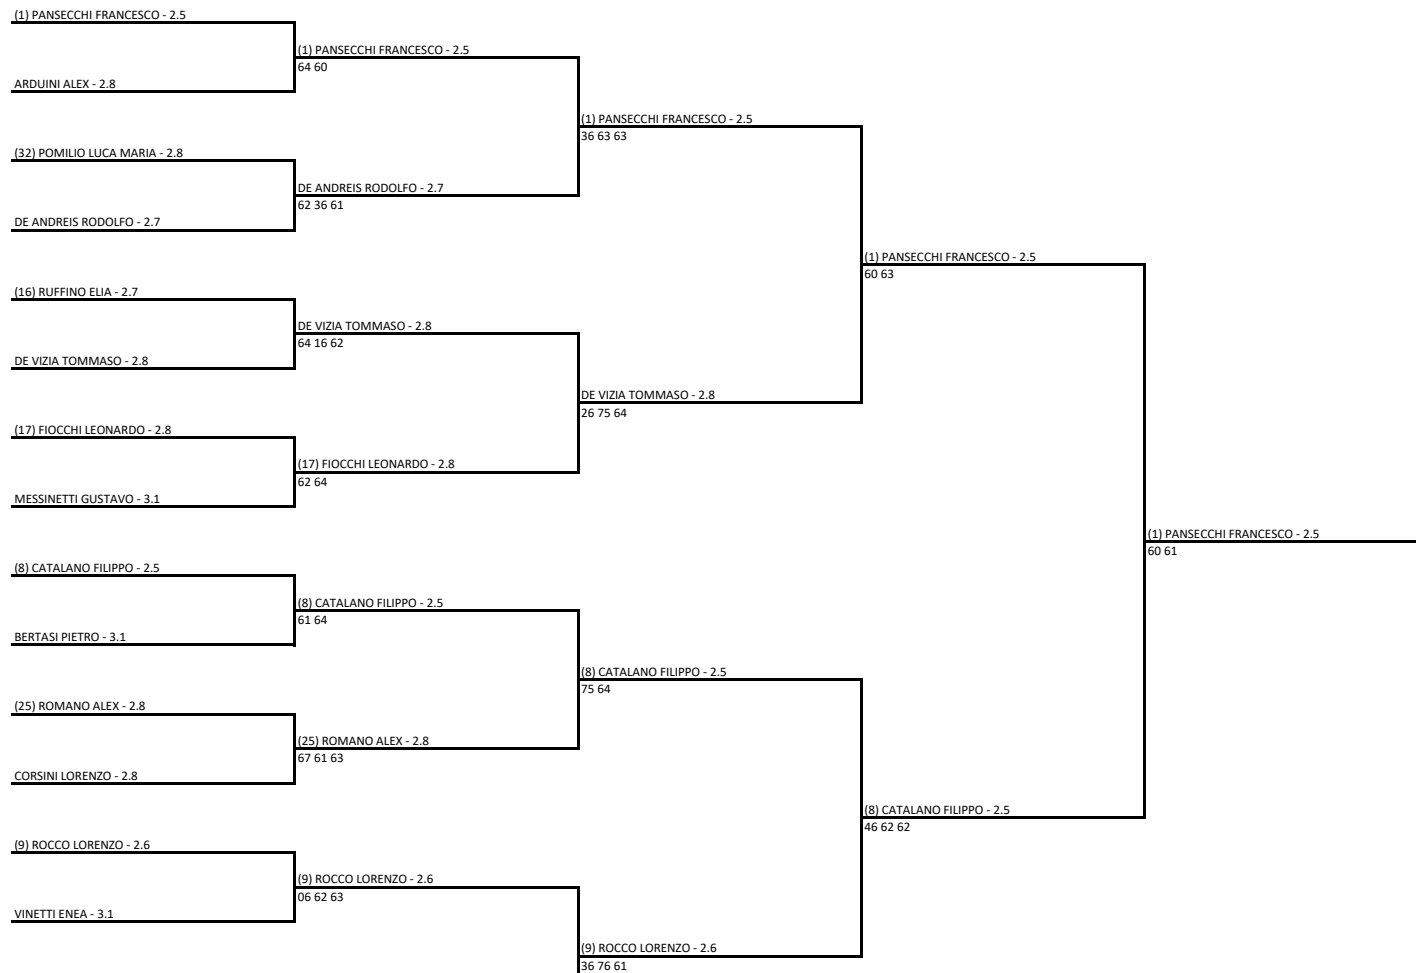 (1) PANSECCHI FRANCESCO - 2.5
(1) PANSECCHI FRANCESCO - 2.5
64 60
ARDUINI ALEX - 2.8
(1) PANSECCHI FRANCESCO - 2.5
36 63 63
(32) POMILIO LUCA MARIA - 2.8
DE ANDREIS RODOLFO - 2.7
62 36 61
DE ANDREIS RODOLFO - 2.7
(1) PANSECCHI FRANCESCO - 2.5
60 63
(16) RUFFINO ELIA - 2.7
DE VIZIA TOMMASO - 2.8
64 16 62
DE VIZIA TOMMASO - 2.8
DE VIZIA TOMMASO - 2.8
26 75 64
(17) FIOCCHI LEONARDO - 2.8
(17) FIOCCHI LEONARDO - 2.8
62 64
MESSINETTI GUSTAVO - 3.1
(1) PANSECCHI FRANCESCO - 2.5
60 61
(8) CATALANO FILIPPO - 2.5
(8) CATALANO FILIPPO - 2.5
61 64
BERTASI PIETRO - 3.1
(8) CATALANO FILIPPO - 2.5
75 64
(25) ROMANO ALEX - 2.8
(25) ROMANO ALEX - 2.8
67 61 63
CORSINI LORENZO - 2.8
(8) CATALANO FILIPPO - 2.5
46 62 62
(9) ROCCO LORENZO - 2.6
(9) ROCCO LORENZO - 2.6
06 62 63
VINETTI ENEA - 3.1
(9) ROCCO LORENZO - 2.6
36 76 61